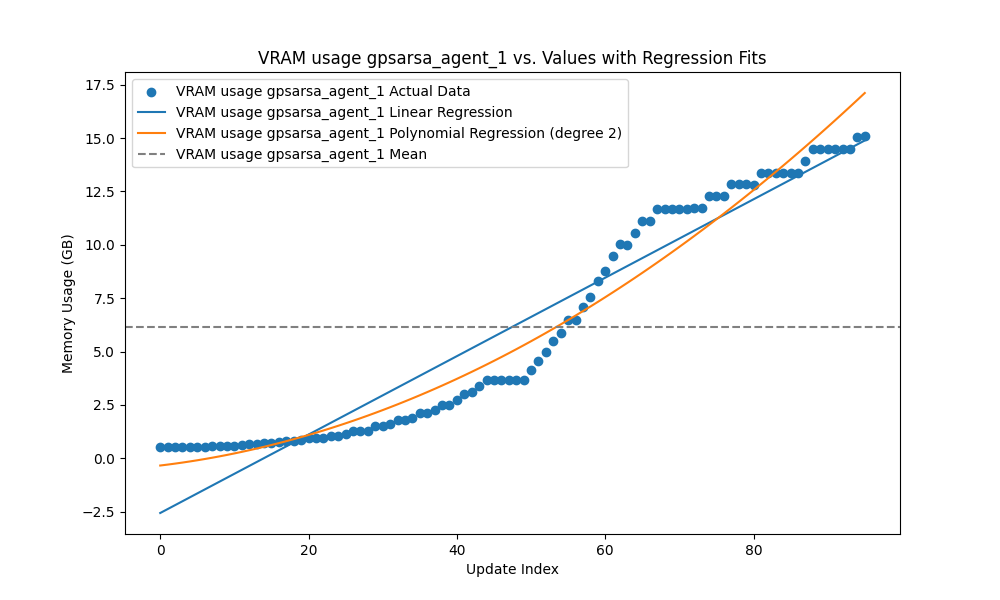 VRAM usage gpsarsa_agent_1 vs. Values with Regression Fits
VRAM usage gpsarsa_agent_1 Actual Data
VRAM usage gpsarsa_agent_1 Linear Regression
VRAM usage gpsarsa_agent_1 Polynomial Regression (degree 2)
VRAM usage gpsarsa_agent_1 Mean
Memory Usage (GB)
17.5
15.0
12.5
10.0
7.5
5.0
2.5
0.0
−2.5
0 20 40 60 80
Update Index